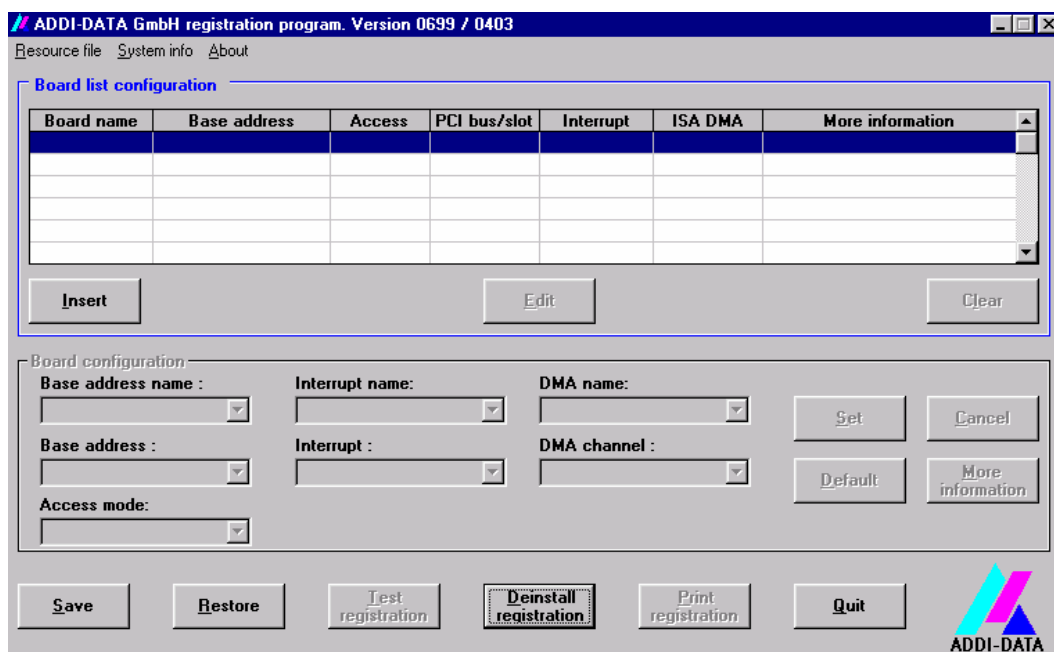 ADDI-DATA GmbH registration program. Version 0699 / 0403
Resource file System info About
Board list configuration
Board name Base address Access PCI bus/slot Interrupt ISA DMA More information
Insert Edit Clear
Board configuration
Base address name : Interrupt name: DMA name:
Set Cancel
Base address : Interrupt : DMA channel :
Default More information
Access mode:
Save Restore Test registration Deinstall registration Print registration Quit
ADDI-DATA